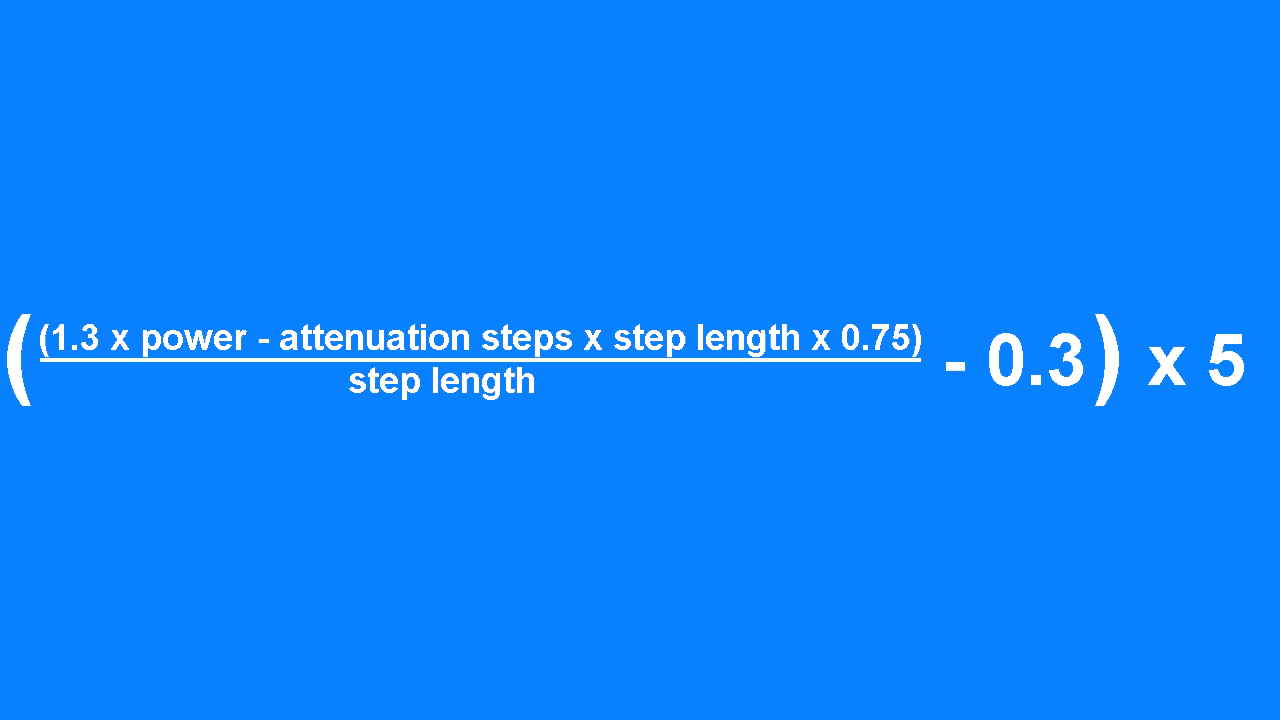 ((1.3 x power - attenuation steps x step length x 0.75)
step length
- 0.3) x 5